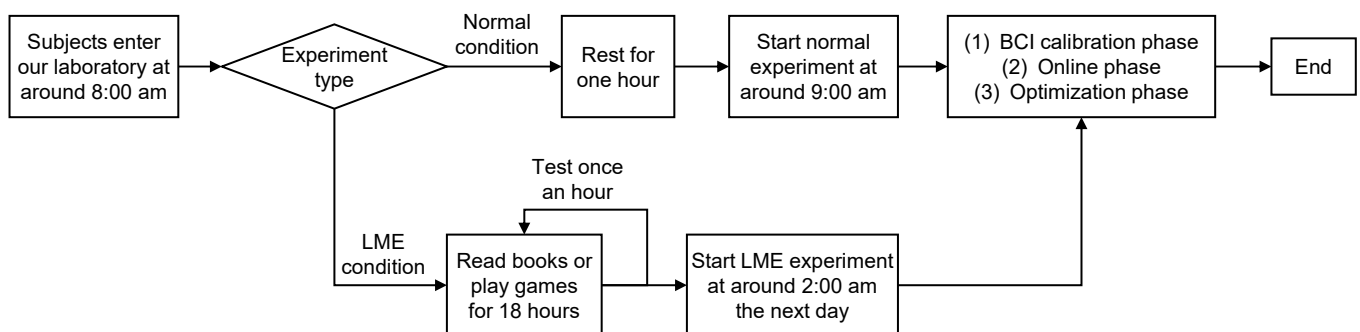 Subjects enter
our laboratory at
around 8:00 am
Experiment
type
Normal
condition
Rest for
one hour
Start normal
experiment at
around 9:00 am
(1) BCI calibration phase
(2) Online phase
(3) Optimization phase
End
Test once
an hour
LME
condition
Read books or
play games
for 18 hours
Start LME experiment
at around 2:00 am
the next day